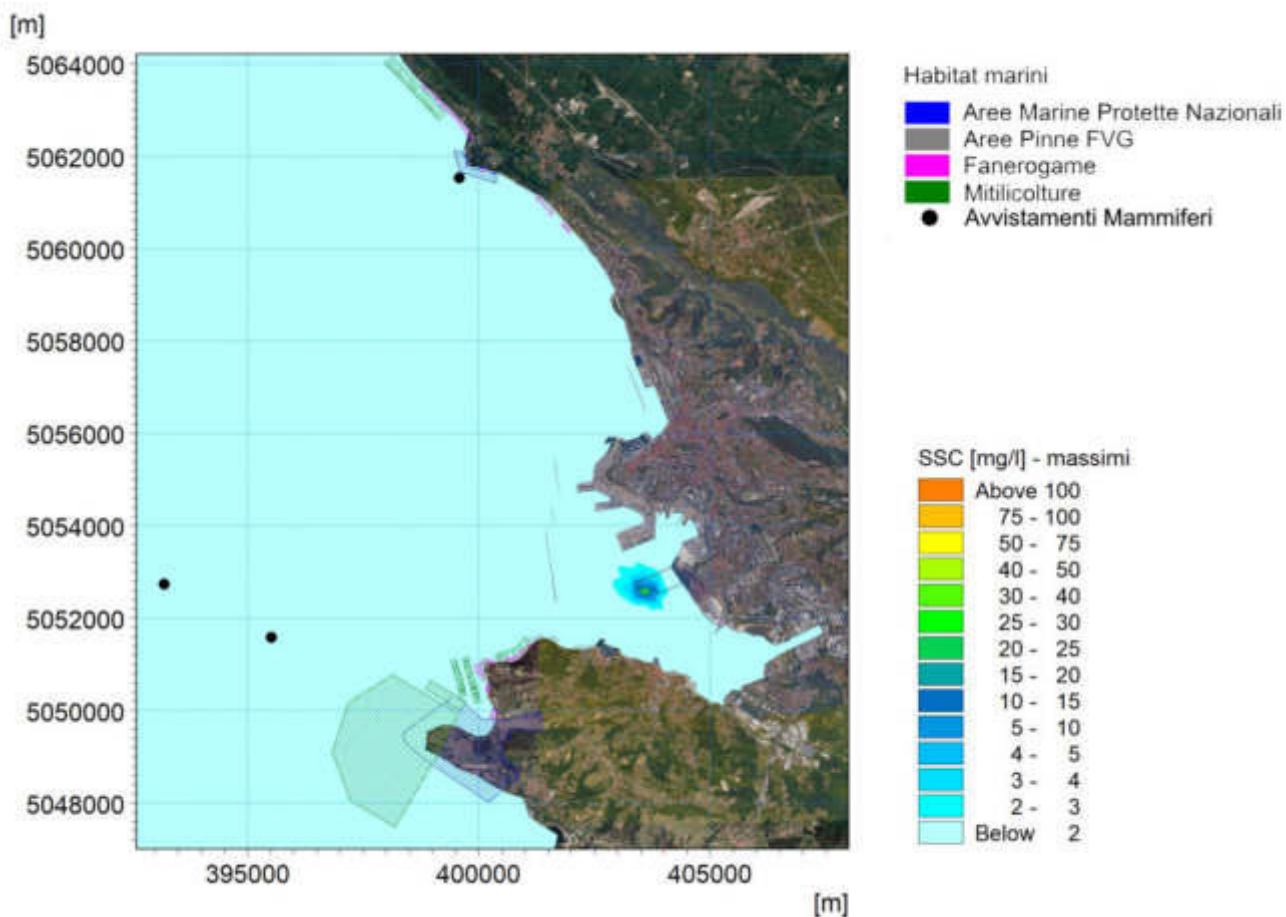 [m]
5064000
5062000
5060000
5058000
5056000
5054000
5052000
5050000
5048000
395000
400000
405000
[m]
Habitat marini
Aree Marine Protette Nazionali
Aree Pinne FVG
Fanerogame
Mitilicolture
Avvistamenti Mammiferi
SSC [mg/l] - massimi
Above 100
75 - 100
50 - 75
40 - 50
30 - 40
25 - 30
20 - 25
15 - 20
10 - 15
5 - 10
4 - 5
3 - 4
2 - 3
Below 2